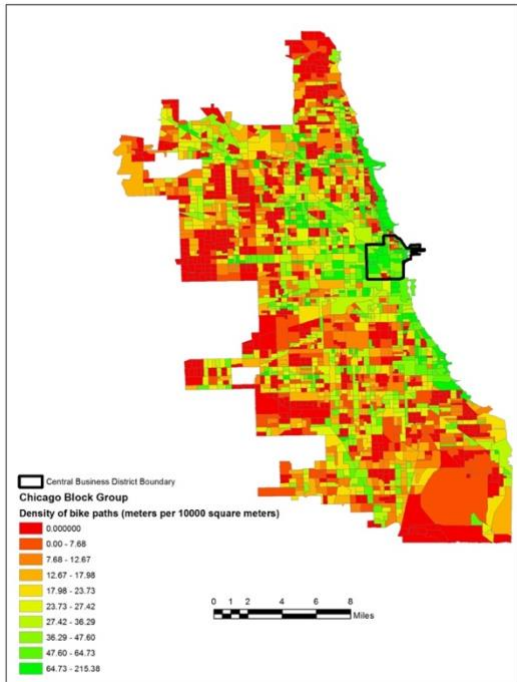 Central Business District Boundary
Chicago Block Group
Density of bike paths (meters per 10000 square meters)
0.000000
0.00 - 7.68
7.68 - 12.67
12.67 - 17.98
17.98 - 23.73
23.73 - 27.42
27.42 - 36.29
36.29 - 47.60
47.60 - 64.73
64.73 - 215.38
0 1 2 4 6 8
Miles